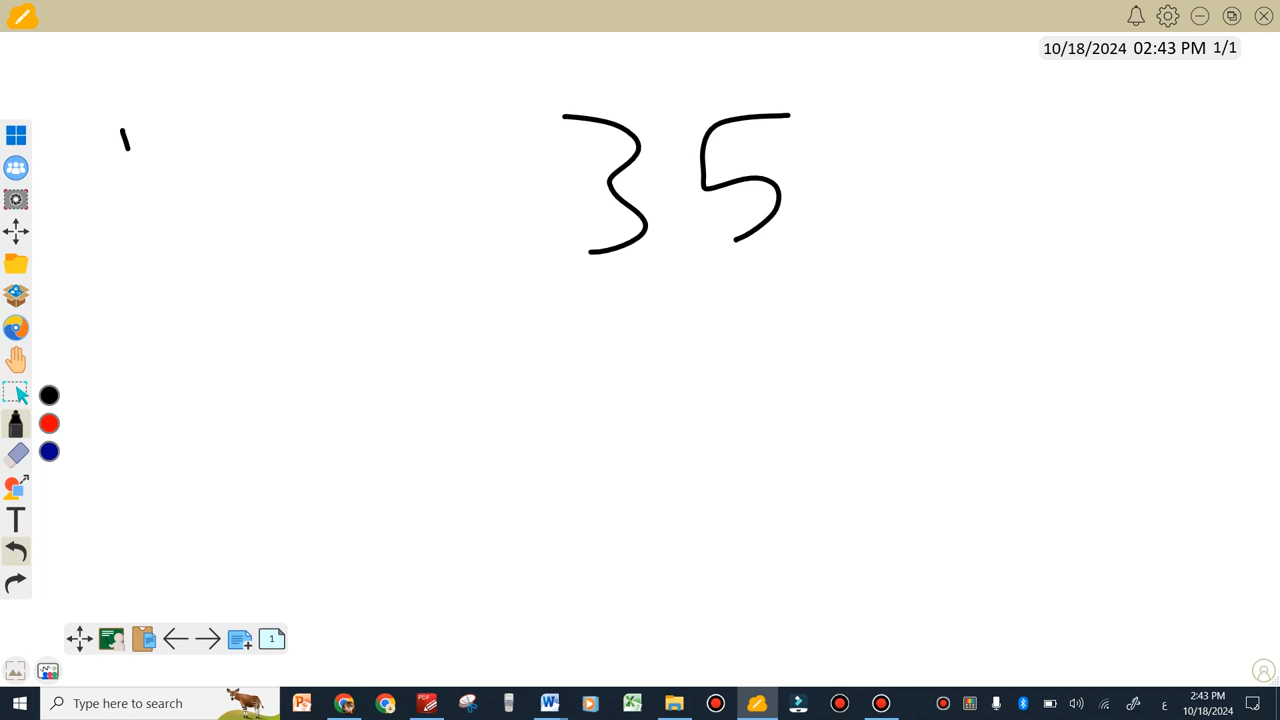 10/18/2024 02:43 PM 1/1
35
1
Type here to search
2:43 PM
ع
10/18/2024